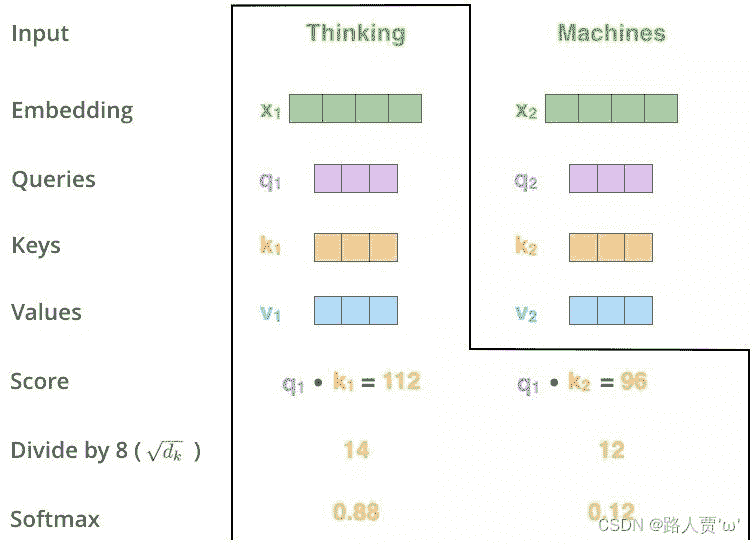 Input Thinking Machines
Embedding x₁ x₂
Queries q₁ q₂
Keys k₁ k₂
Values v₁ v₂
Score q₁ • k₁ = 112 q₁ • k₂ = 96
Divide by 8 ( √dₖ ) 14 12
Softmax 0.88 0.12
CSDN @路人贾'ω'